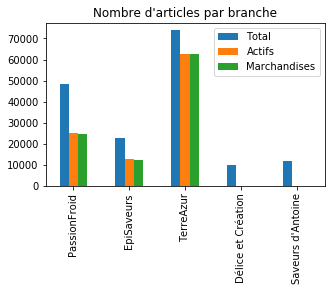 Nombre d'articles par branche
Total
Actifs
Marchandises
70000
60000
50000
40000
30000
20000
10000
0
PassionFroid
EpiSaveurs
TerreAzur
Délice et Création
Saveurs d'Antoine